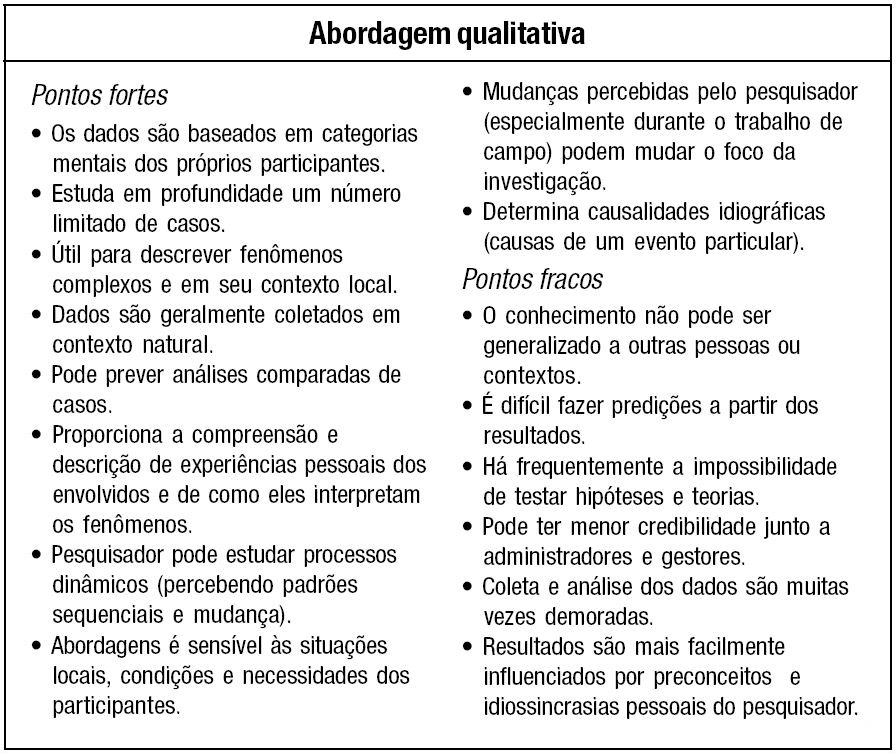 Abordagem qualitativa
Pontos fortes
• Os dados são baseados em categorias
mentais dos próprios participantes.
• Estuda em profundidade um número
limitado de casos.
• Útil para descrever fenômenos
complexos e em seu contexto local.
• Dados são geralmente coletados em
contexto natural.
• Pode prever análises comparadas de
casos.
• Proporciona a compreensão e
descrição de experiências pessoais dos
envolvidos e de como eles interpretam
os fenômenos.
• Pesquisador pode estudar processos
dinâmicos (percebendo padrões
sequenciais e mudança).
• Abordagens é sensível às situações
locais, condições e necessidades dos
participantes.
• Mudanças percebidas pelo pesquisador
(especialmente durante o trabalho de
campo) podem mudar o foco da
investigação.
• Determina causalidades idiográficas
(causas de um evento particular).
Pontos fracos
• O conhecimento não pode ser
generalizado a outras pessoas ou
contextos.
• É difícil fazer predições a partir dos
resultados.
• Há frequentemente a impossibilidade
de testar hipóteses e teorias.
• Pode ter menor credibilidade junto a
administradores e gestores.
• Coleta e análise dos dados são muitas
vezes demoradas.
• Resultados são mais facilmente
influenciados por preconceitos e
idiossincrasias pessoais do pesquisador.